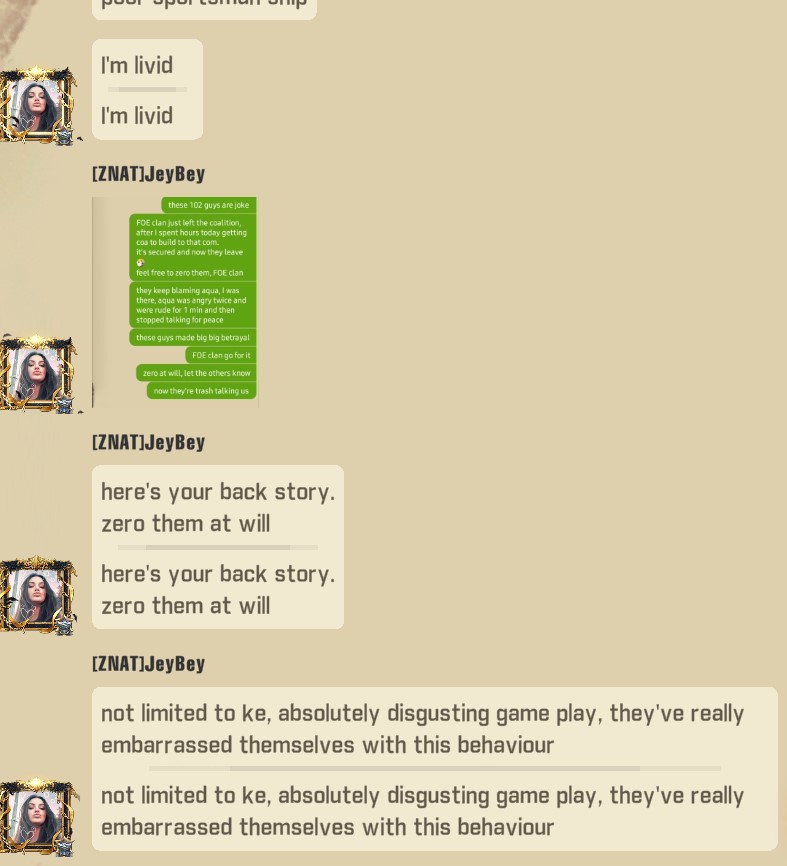 poor sportsman ship
I'm livid
I'm livid
[ZNAT]JeyBey
these 102 guys are joke
FOE clan just left the coalition,
after I spent hours today getting
coa to build to that com.
it's secured and now they leave
🤡
feel free to zero them, FOE clan
they keep blaming aqua, I was
there, aqua was angry twice and
were rude for 1 min and then
stopped talking for peace
these guys made big big betrayal
FOE clan go for it
zero at will, let the others know
now they're trash talking us
[ZNAT]JeyBey
here's your back story.
zero them at will
here's your back story.
zero them at will
[ZNAT]JeyBey
not limited to ke, absolutely disgusting game play, they've really
embarrassed themselves with this behaviour
not limited to ke, absolutely disgusting game play, they've really
embarrassed themselves with this behaviour